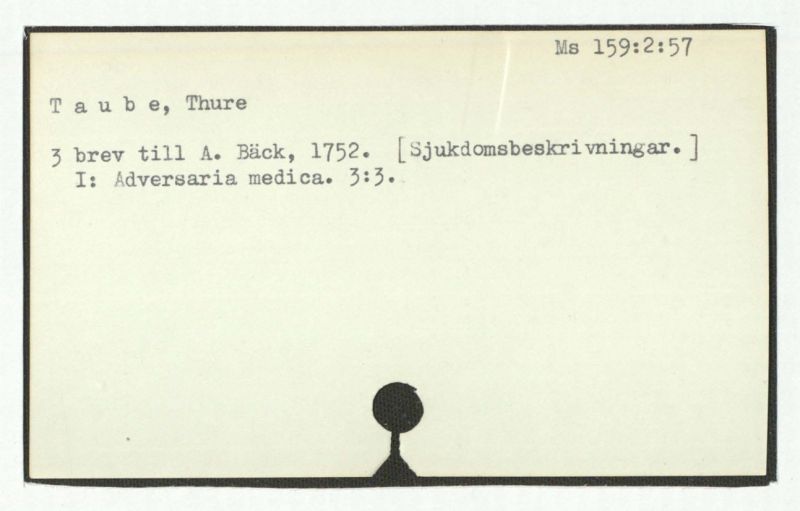 Ms 159:2:57
T a u b e, Thure
3 brev till A. Bäck, 1752. [Sjukdomsbeskrivningar.]
I: Adversaria medica. 3:3.